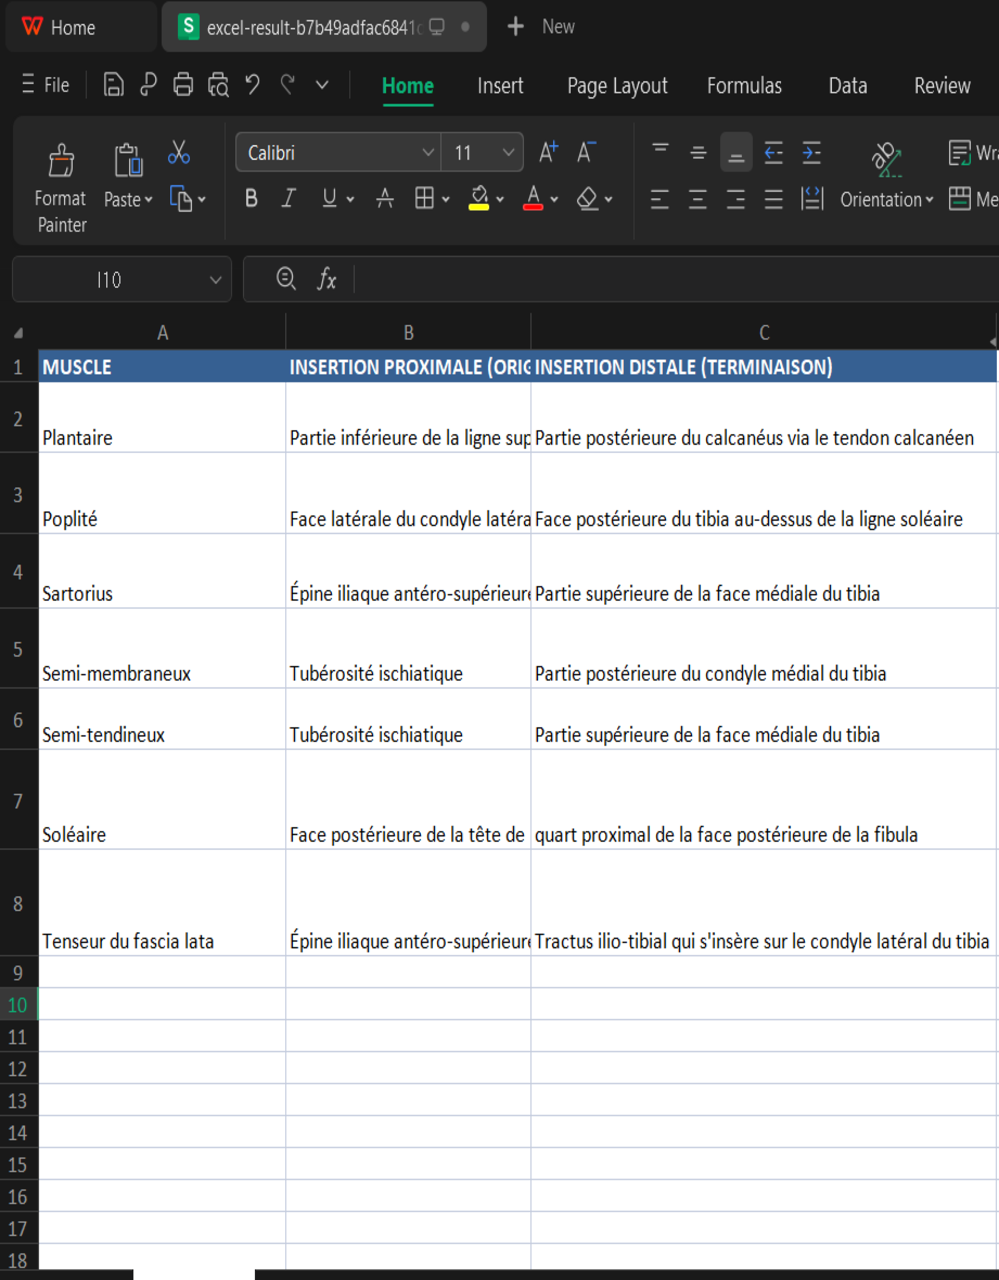 Home
excel-result-b7b49adfac6841
New
File
Home Insert Page Layout Formulas Data Review
Calibri 11
Format Painter
Paste
Orientation
I10
fx
A B C
1 MUSCLE INSERTION PROXIMALE (ORIG INSERTION DISTALE (TERMINAISON)
2 Plantaire Partie inférieure de la ligne sup Partie postérieure du calcanéus via le tendon calcanéen
3 Poplité Face latérale du condyle latéra Face postérieure du tibia au-dessus de la ligne soléaire
4 Sartorius Épine iliaque antéro-supérieure Partie supérieure de la face médiale du tibia
5 Semi-membraneux Tubérosité ischiatique Partie postérieure du condyle médial du tibia
6 Semi-tendineux Tubérosité ischiatique Partie supérieure de la face médiale du tibia
7 Soléaire Face postérieure de la tête de quart proximal de la face postérieure de la fibula
8 Tenseur du fascia lata Épine iliaque antéro-supérieure Tractus ilio-tibial qui s'insère sur le condyle latéral du tibia
9
10
11
12
13
14
15
16
17
18